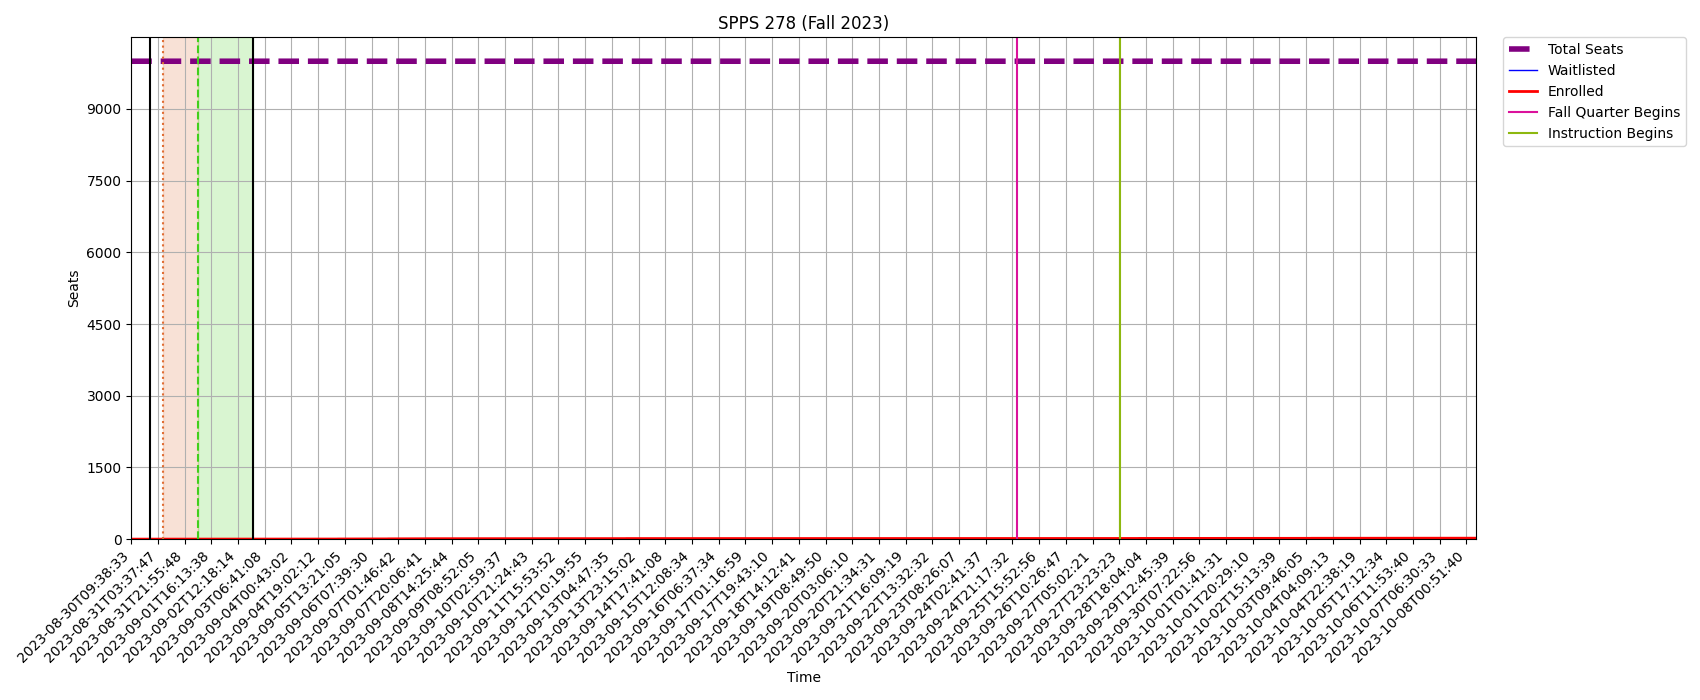 SPPS 278 (Fall 2023)
Total Seats
Waitlisted
Enrolled
Fall Quarter Begins
Instruction Begins
Seats
9000
7500
6000
4500
3000
1500
0
2023-08-30T09:38:33
2023-08-31T03:37:47
2023-08-31T21:55:48
2023-09-01T16:13:38
2023-09-02T12:18:14
2023-09-03T06:41:08
2023-09-04T00:43:02
2023-09-04T19:02:12
2023-09-05T13:21:05
2023-09-06T07:39:30
2023-09-07T01:46:42
2023-09-07T20:06:41
2023-09-08T14:25:44
2023-09-09T08:52:05
2023-09-10T02:59:37
2023-09-10T21:24:43
2023-09-11T15:53:52
2023-09-12T10:19:55
2023-09-13T04:47:35
2023-09-13T23:15:02
2023-09-14T17:41:08
2023-09-15T12:08:34
2023-09-16T06:37:34
2023-09-17T01:16:59
2023-09-17T19:43:10
2023-09-18T14:12:41
2023-09-19T08:49:50
2023-09-20T03:06:10
2023-09-20T21:34:31
2023-09-21T16:09:19
2023-09-22T13:32:32
2023-09-23T08:26:07
2023-09-24T02:41:37
2023-09-24T21:17:32
2023-09-25T15:52:56
2023-09-26T10:26:47
2023-09-27T05:02:21
2023-09-27T23:23:23
2023-09-28T18:04:04
2023-09-29T12:45:39
2023-09-30T07:22:56
2023-10-01T01:41:31
2023-10-01T20:29:10
2023-10-02T15:13:39
2023-10-03T09:46:05
2023-10-04T04:09:13
2023-10-04T22:38:19
2023-10-05T17:12:34
2023-10-06T11:53:40
2023-10-07T06:30:33
2023-10-08T00:51:40
Time